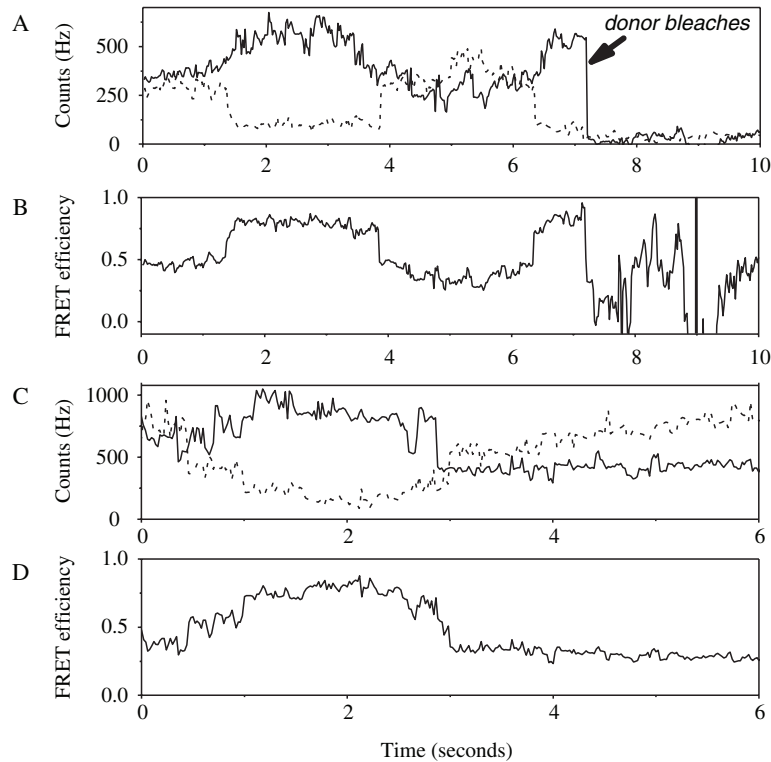 A
Counts (Hz)
500
250
0
donor bleaches
0 2 4 6 8 10
B
FRET efficiency
1.0
0.5
0.0
0 2 4 6 8 10
C
Counts (Hz)
1000
500
0
0 2 4 6
D
FRET efficiency
1.0
0.5
0.0
0 2 4 6
Time (seconds)